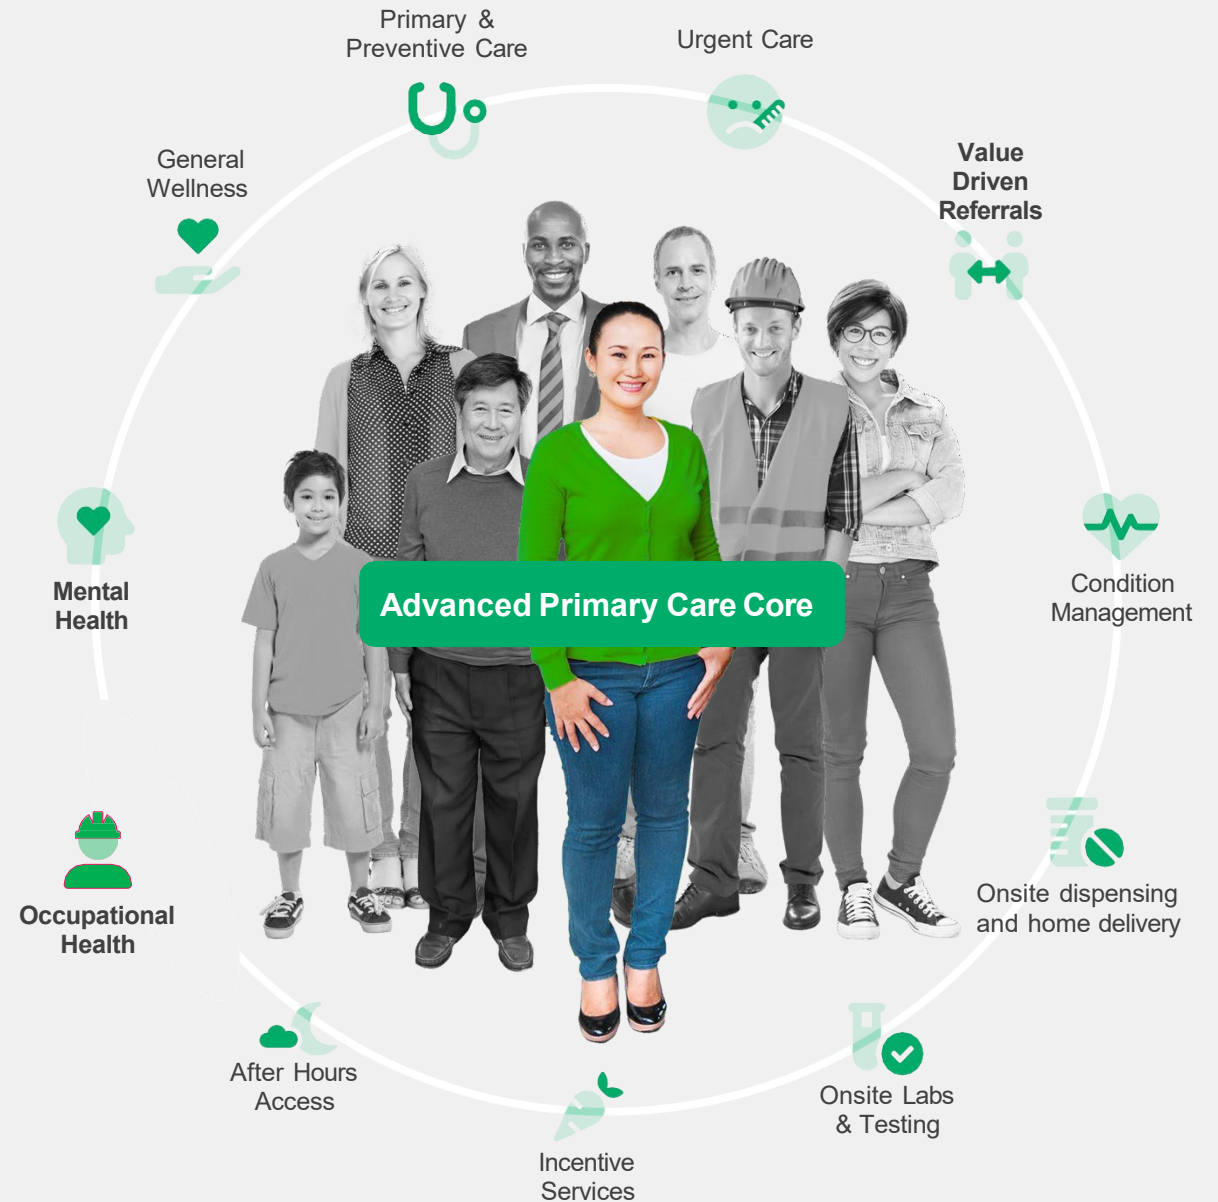 Primary &
Preventive Care
Urgent Care
General
Wellness
Value
Driven
Referrals
Mental
Health
Advanced Primary Care Core
Condition
Management
Occupational
Health
Onsite dispensing
and home delivery
After Hours
Access
Onsite Labs
& Testing
Incentive
Services